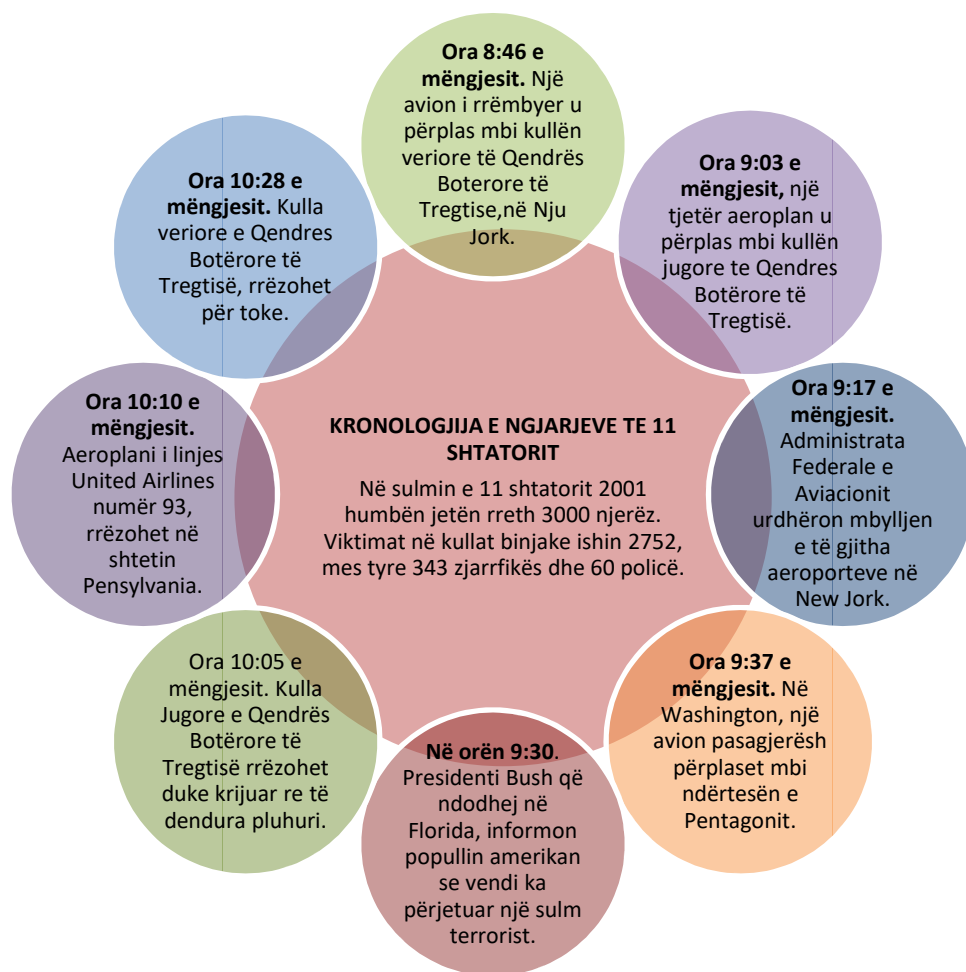 Ora 8:46 e
mëngjesit. Një
avion i rrëmbyer u
përplas mbi kullën
veriore të Qendrës
Boterore të
Tregtise,në Nju
Jork.
Ora 9:03 e
mëngjesit, një
tjetër aeroplan u
përplas mbi kullën
jugore te Qendres
Botërore të
Tregtisë.
Ora 9:17 e
mëngjesit.
Administrata
Federale e
Aviacionit
urdhëron mbylljen
e të gjitha
aeroporteve në
New Jork.
Ora 9:37 e
mëngjesit. Në
Washington, një
avion pasagjerësh
përplaset mbi
ndërtesën e
Pentagonit.
Në orën 9:30.
Presidenti Bush që
ndodhej në
Florida, informon
popullin amerikan
se vendi ka
përjetuar një sulm
terrorist.
Ora 10:05 e
mëngjesit. Kulla
Jugore e Qendrës
Botërore të
Tregtisë rrëzohet
duke krijuar re të
dendura pluhuri.
Ora 10:10 e
mëngjesit.
Aeroplani i linjes
United Airlines
numër 93,
rrëzohet në
shtetin
Pensylvania.
Ora 10:28 e
mëngjesit. Kulla
veriore e Qendres
Botërore të
Tregtisë, rrëzohet
për toke.
KRONOLOGJIJA E NGJARJEVE TE 11
SHTATORIT
Në sulmin e 11 shtatorit 2001
humbën jetën rreth 3000 njerëz.
Viktimat në kullat binjake ishin 2752,
mes tyre 343 zjarrfikës dhe 60 policë.